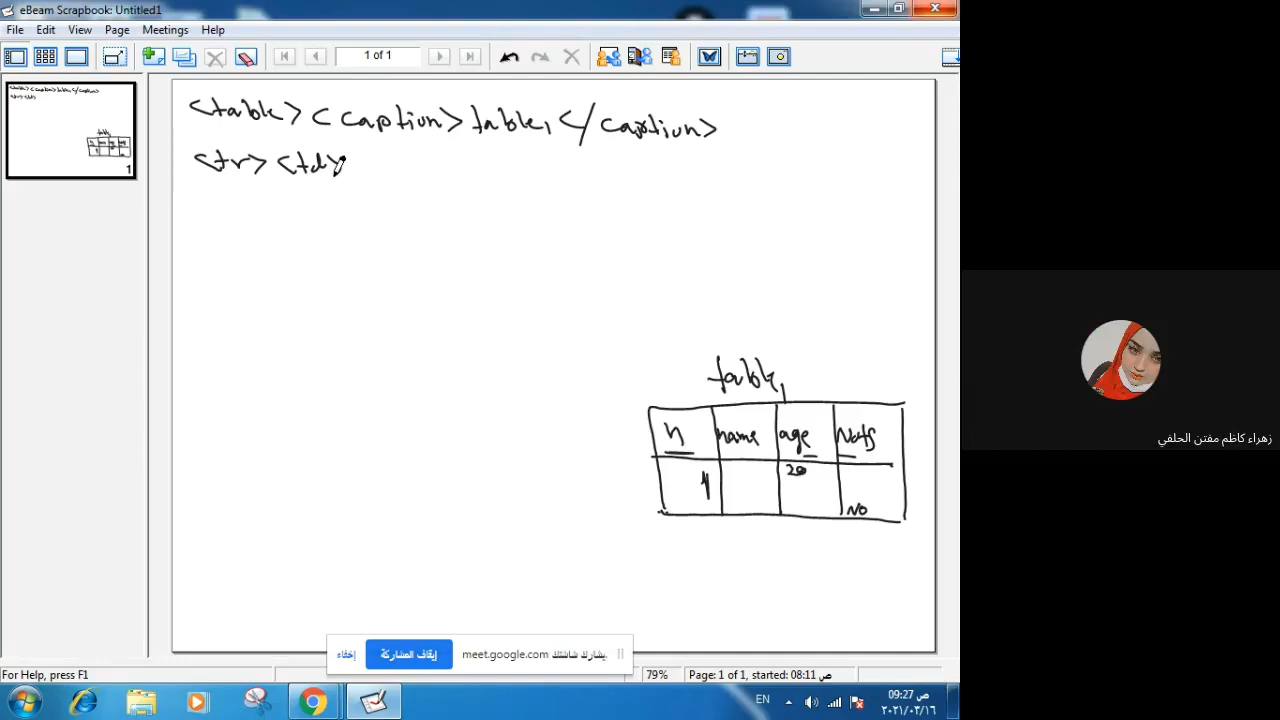 eBeam Scrapbook: Untitled1
File Edit View Page Meetings Help
1 of 1
<table> <caption> table1 </caption>
<tr> <td>
1
table1
n name age Nots
1 20 NO
زهراء كاظم مفتن الحلفي
meet.google.com يشارك شاشتك. إيقاف المشاركة إخفاء
For Help, press F1
79% Page: 1 of 1, started: 08:11 ص
EN
09:27 ص
٢٠٢١/٠٣/١٦